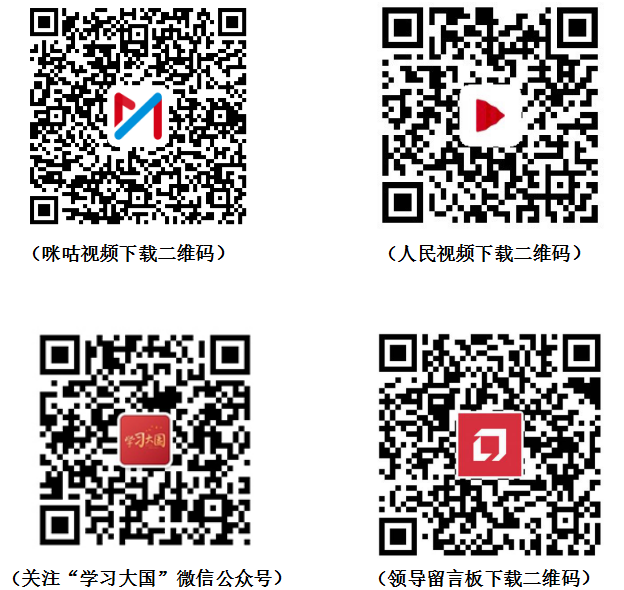 （咪咕视频下载二维码）
（人民视频下载二维码）
学习大国
（关注“学习大国”微信公众号）
（领导留言板下载二维码）